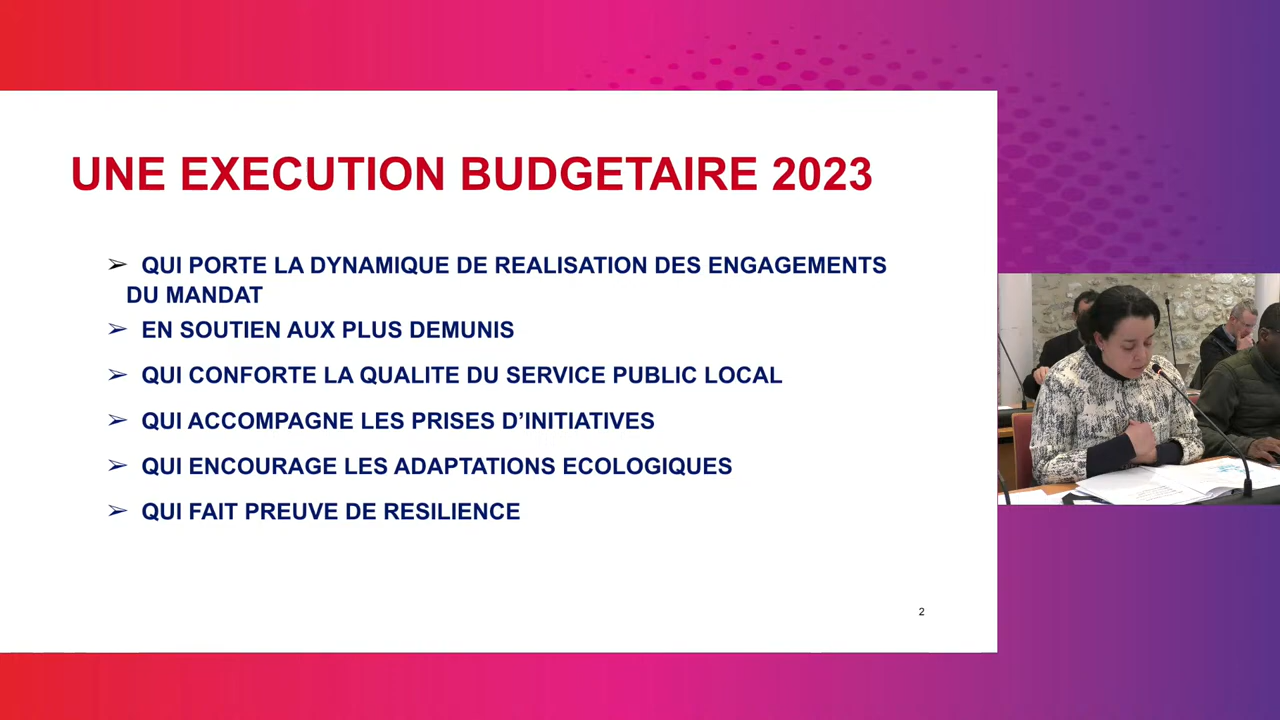 UNE EXECUTION BUDGETAIRE 2023
➢ QUI PORTE LA DYNAMIQUE DE REALISATION DES ENGAGEMENTS
DU MANDAT
➢ EN SOUTIEN AUX PLUS DEMUNIS
➢ QUI CONFORTE LA QUALITE DU SERVICE PUBLIC LOCAL
➢ QUI ACCOMPAGNE LES PRISES D’INITIATIVES
➢ QUI ENCOURAGE LES ADAPTATIONS ECOLOGIQUES
➢ QUI FAIT PREUVE DE RESILIENCE
2